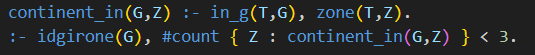 continent_in(G,Z) :- in_g(T,G), zone(T,Z).
:- idgirone(G), #count { Z : continent_in(G,Z) } < 3.